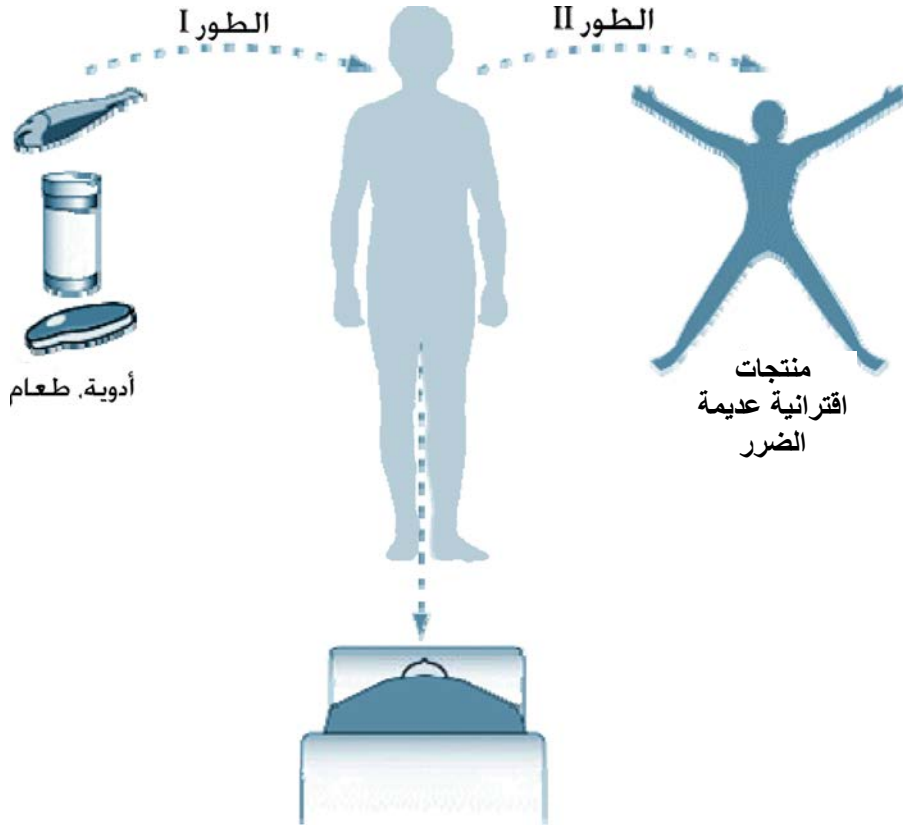 الطور I
الطور II
أدوية, طعام
منتجات
اقترانية عديمة
الضرر